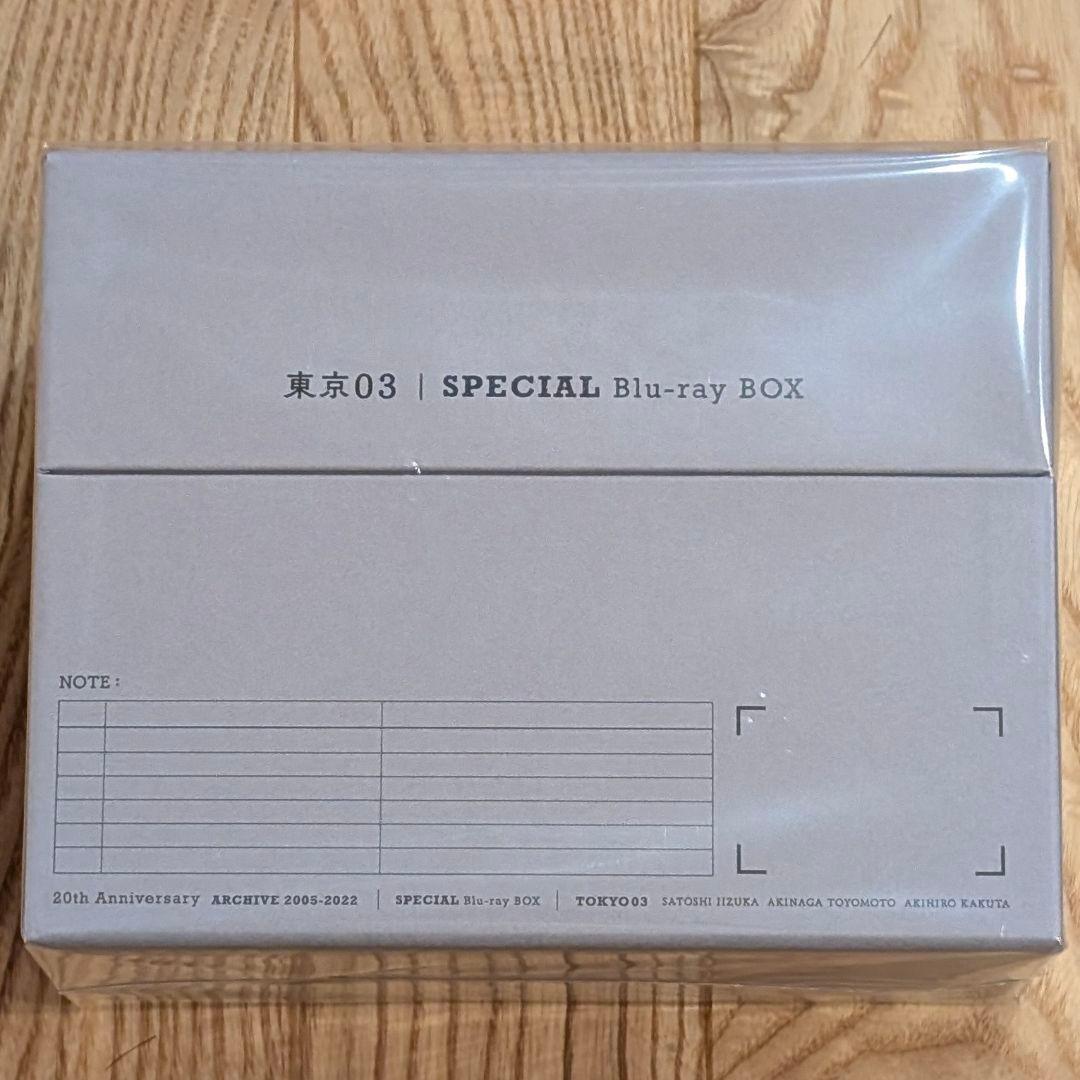 東京03 | SPECIAL Blu-ray BOX
NOTE :
20th Anniversary ARCHIVE 2005-2022 | SPECIAL Blu-ray BOX | TOKYO03 SATOSHI IIZUKA AKINAGA TOYOMOTO AKIHIRO KAKUTA